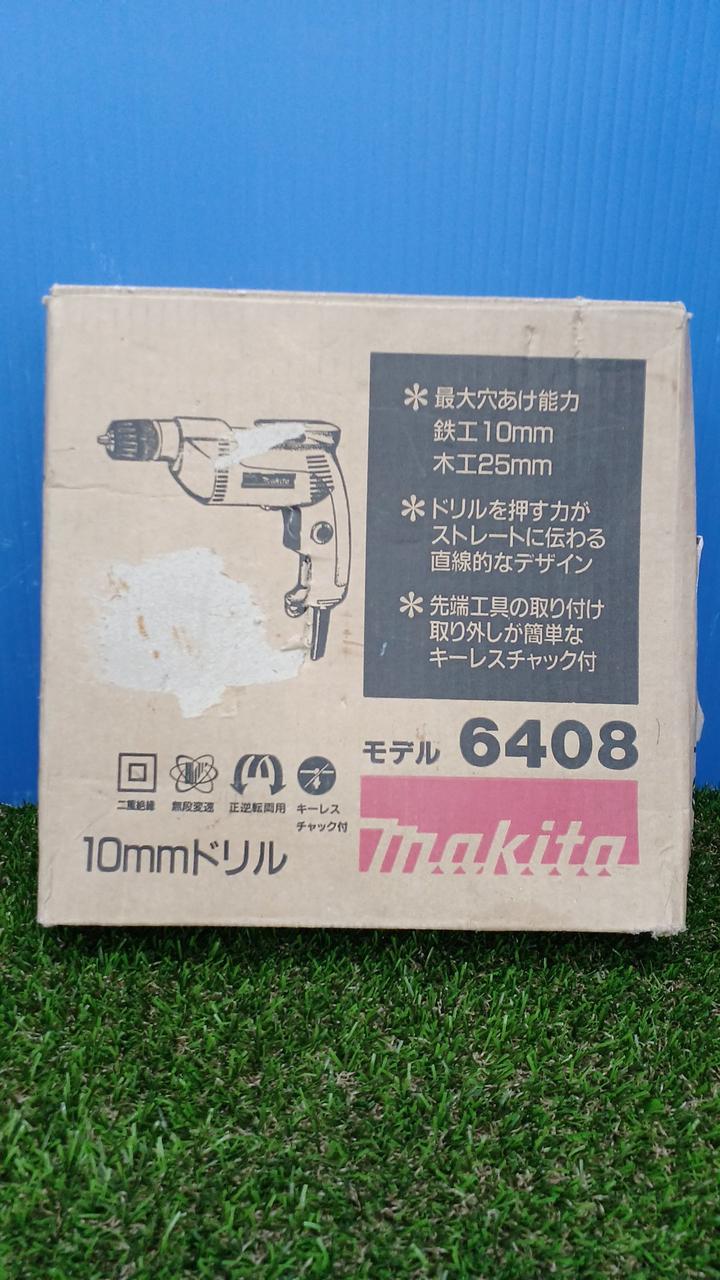 ＊最大穴あけ能力
鉄工10mm
木工25mm
＊ドリルを押す力が
ストレートに伝わる
直線的なデザイン
＊先端工具の取り付け
取り外しが簡単な
キーレスチャック付
makita
モデル 6408
二重絶縁 無段変速 正逆転両用 キーレス
チャック付
10mmドリル
makita